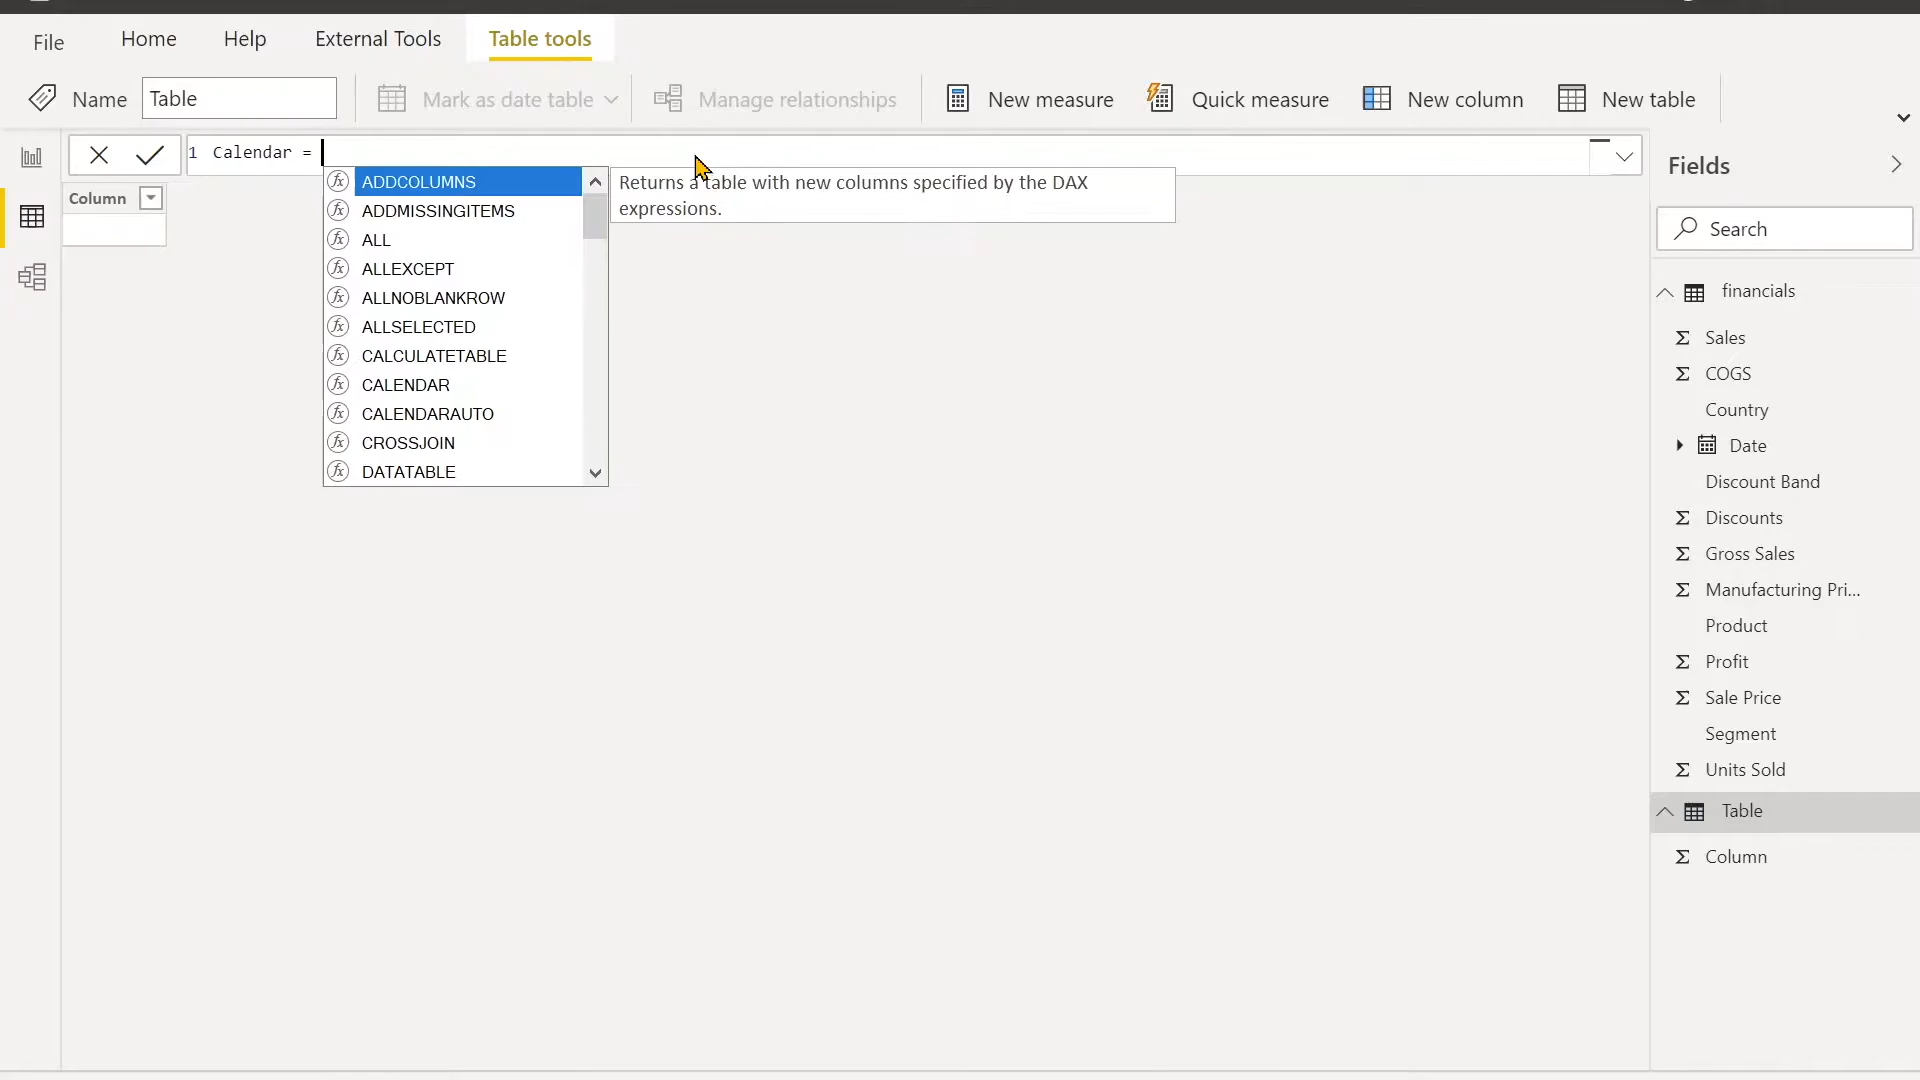 File Home Help External Tools Table tools
Name Table Mark as date table Manage relationships New measure Quick measure New column New table
1 Calendar =
Column
ADDCOLUMNS
ADDMISSINGITEMS
ALL
ALLEXCEPT
ALLNOBLANKROW
ALLSELECTED
CALCULATETABLE
CALENDAR
CALENDARAUTO
CROSSJOIN
DATATABLE
Returns a table with new columns specified by the DAX
expressions.
Fields
Search
financials
Sales
COGS
Country
Date
Discount Band
Discounts
Gross Sales
Manufacturing Pri...
Product
Profit
Sale Price
Segment
Units Sold
Table
Column